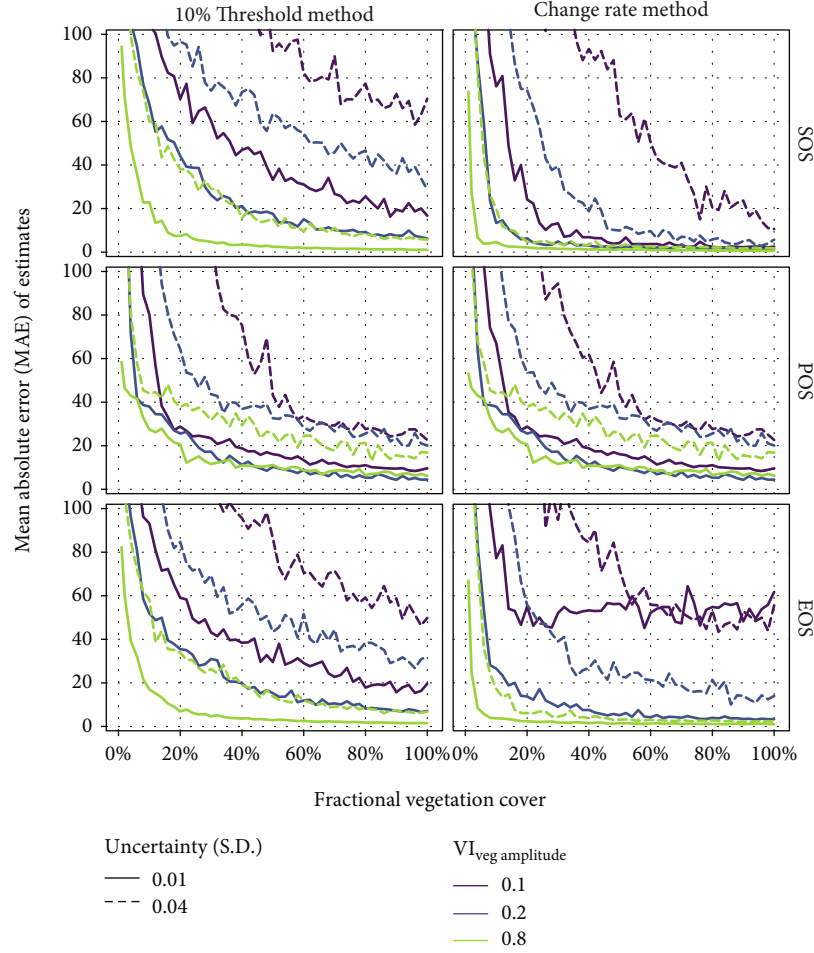 10% Threshold method
Change rate method
100
80
60
40
20
0
SOS
100
80
60
40
20
0
POS
100
80
60
40
20
0
EOS
0% 20% 40% 60% 80% 100% 0% 20% 40% 60% 80% 100%
Mean absolute error (MAE) of estimates
Fractional vegetation cover
Uncertainty (S.D.)
0.01
0.04
VIveg amplitude
0.1
0.2
0.8